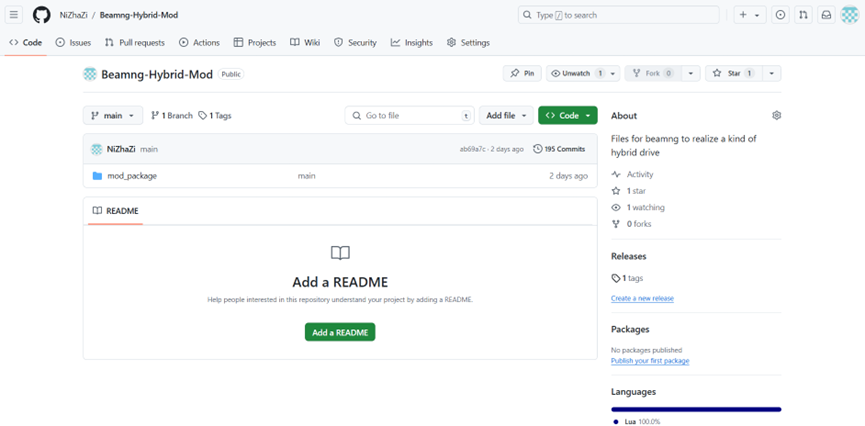 NiZhaZi / Beamng-Hybrid-Mod
Type / to search
Code Issues Pull requests Actions Projects Wiki Security Insights Settings
Beamng-Hybrid-Mod Public
Pin Unwatch 1 Fork 0 Star 1
main 1 Branch 1 Tags Go to file t Add file Code
NiZhaZi main ab69a7c · 2 days ago 195 Commits
mod_package main 2 days ago
README
Add a README
Help people interested in this repository understand your project by adding a README.
Add a README
About
Files for beamng to realize a kind of
hybrid drive
Activity
1 star
1 watching
0 forks
Releases
1 tags
Create a new release
Packages
No packages published
Publish your first package
Languages
Lua 100.0%